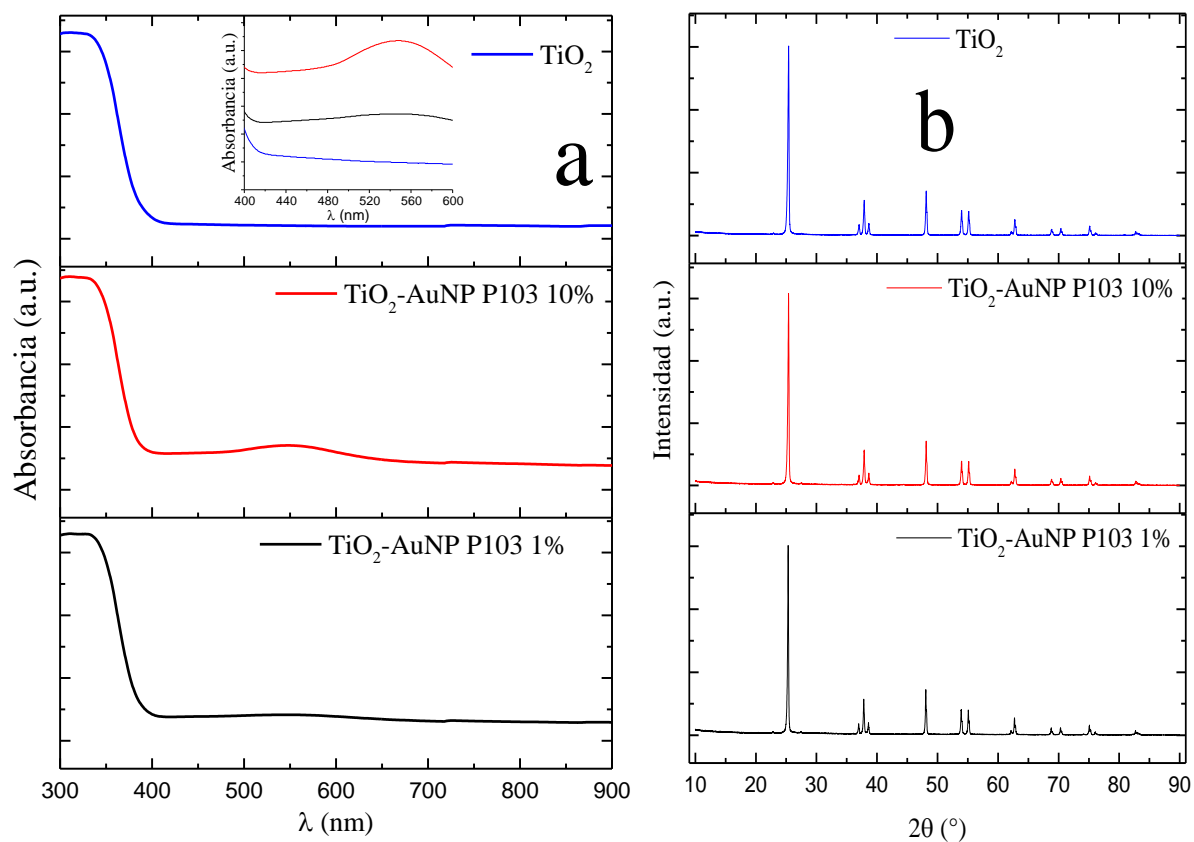 TiO2
a
Absorbancia (a.u.)
400 440 480 520 560 600
λ (nm)
TiO2-AuNP P103 10%
TiO2-AuNP P103 1%
Absorbancia (a.u.)
300 400 500 600 700 800 900
λ (nm)
TiO2
b
TiO2-AuNP P103 10%
TiO2-AuNP P103 1%
Intensidad (a.u.)
10 20 30 40 50 60 70 80 90
2θ (°)